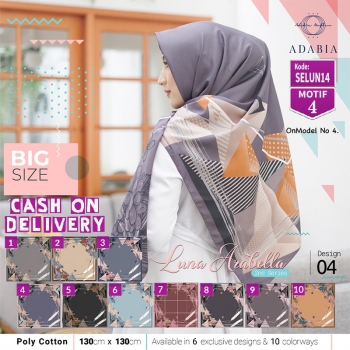 ADABIA
Kode:
SELUN14
MOTIF
4
OnModel No 4.
BIG
SIZE
CASH ON
DELIVERY
1
2
3
Luna Arabella
2nd Series
Design
04
4
5
6
7
8
9
10
Poly Cotton
130cm x 130cm
Available in 6 exclusive designs & 10 colorways